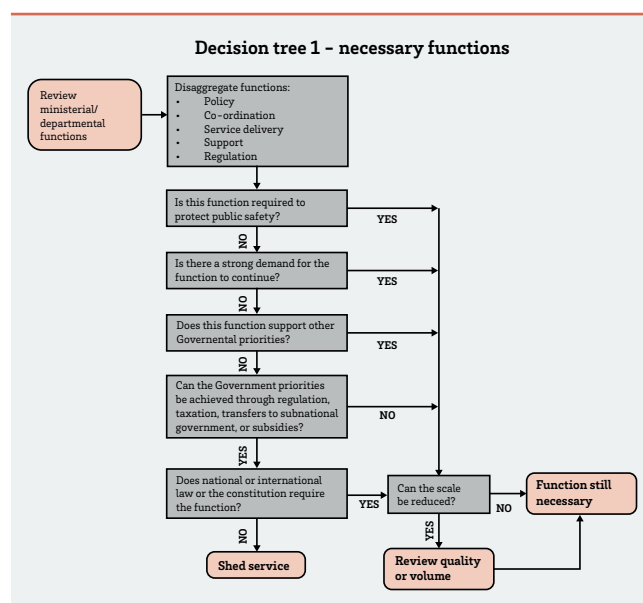 Decision tree 1 – necessary functions
Review
ministerial/
departmental
functions
Disaggregate functions:
• Policy
• Co-ordination
• Service delivery
• Support
• Regulation
Is this function required to
protect public safety?
YES
NO
Is there a strong demand for the
function to continue?
YES
NO
Does this function support other
Governental priorities?
YES
NO
Can the Government priorities
be achieved through regulation,
taxation, transfers to subnational
government, or subsidies?
NO
YES
Does national or international
law or the constitution require
the function?
YES
Can the scale
be reduced?
NO
Function still
necessary
NO
YES
Shed service
Review quality
or volume